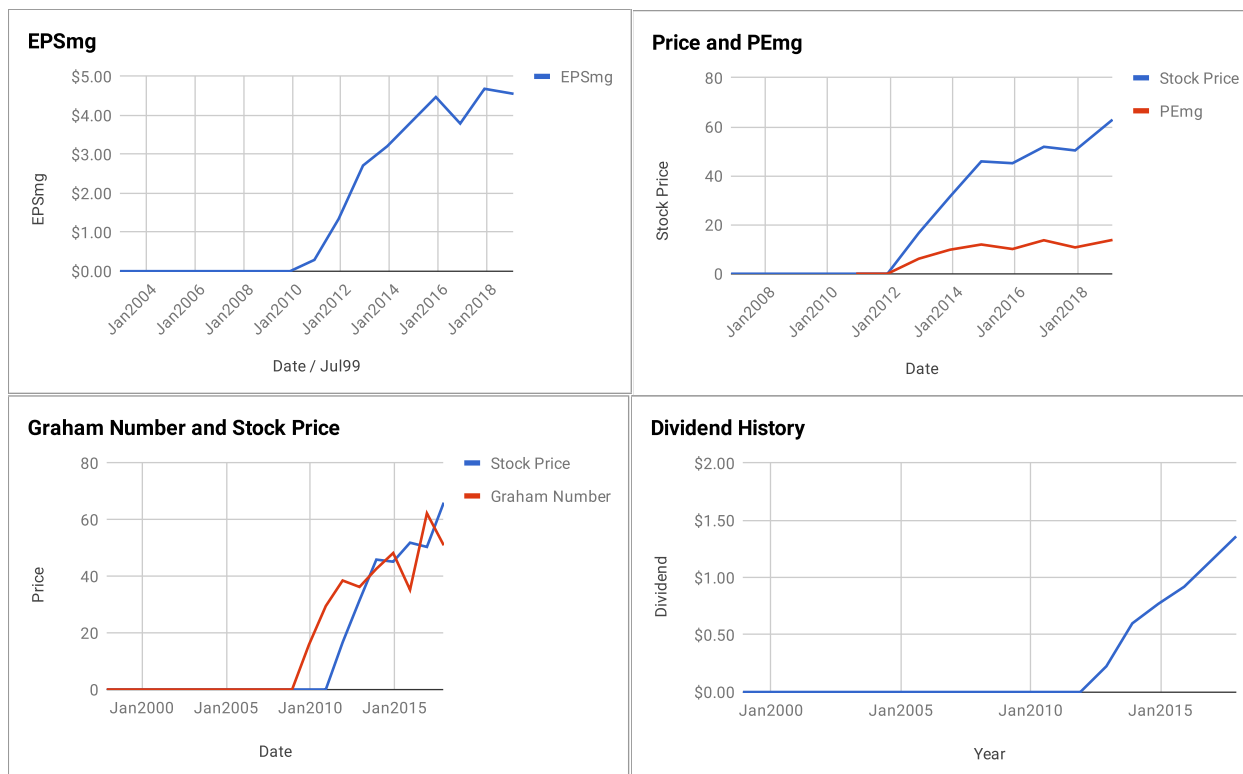 EPSmg
EPSmg
$5.00
$4.00
$3.00
$2.00
$1.00
$0.00
EPSmg
Jan2004
Jan2006
Jan2008
Jan2010
Jan2012
Jan2014
Jan2016
Jan2018
Date / Jul99
Price and PEmg
Stock Price
PEmg
80
60
40
20
0
Stock Price
Jan2008
Jan2010
Jan2012
Jan2014
Jan2016
Jan2018
Date
Graham Number and Stock Price
Stock Price
Graham Number
80
60
40
20
0
Price
Jan2000
Jan2005
Jan2010
Jan2015
Date
Dividend History
$2.00
$1.50
$1.00
$0.50
$0.00
Dividend
Jan2000
Jan2005
Jan2010
Jan2015
Year